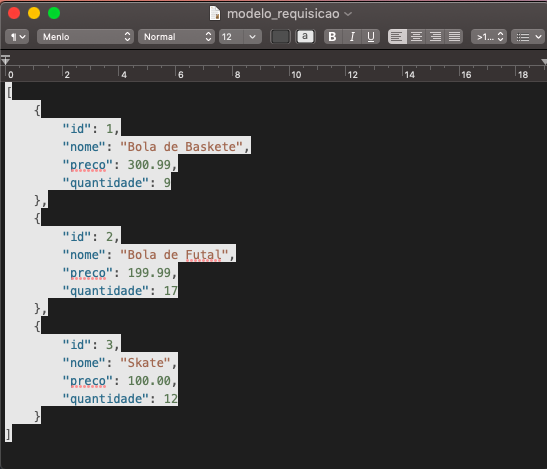 modelo_requisicao
¶ Menlo Normal 12 a B I U >1...
0 2 4 6 8 10 12 14 16 18
[
{
"id": 1,
"nome": "Bola de Baskete",
"preco": 300.99,
"quantidade": 9
},
{
"id": 2,
"nome": "Bola de Futal",
"preco": 199.99,
"quantidade": 17
},
{
"id": 3,
"nome": "Skate",
"preco": 100.00,
"quantidade": 12
}
]